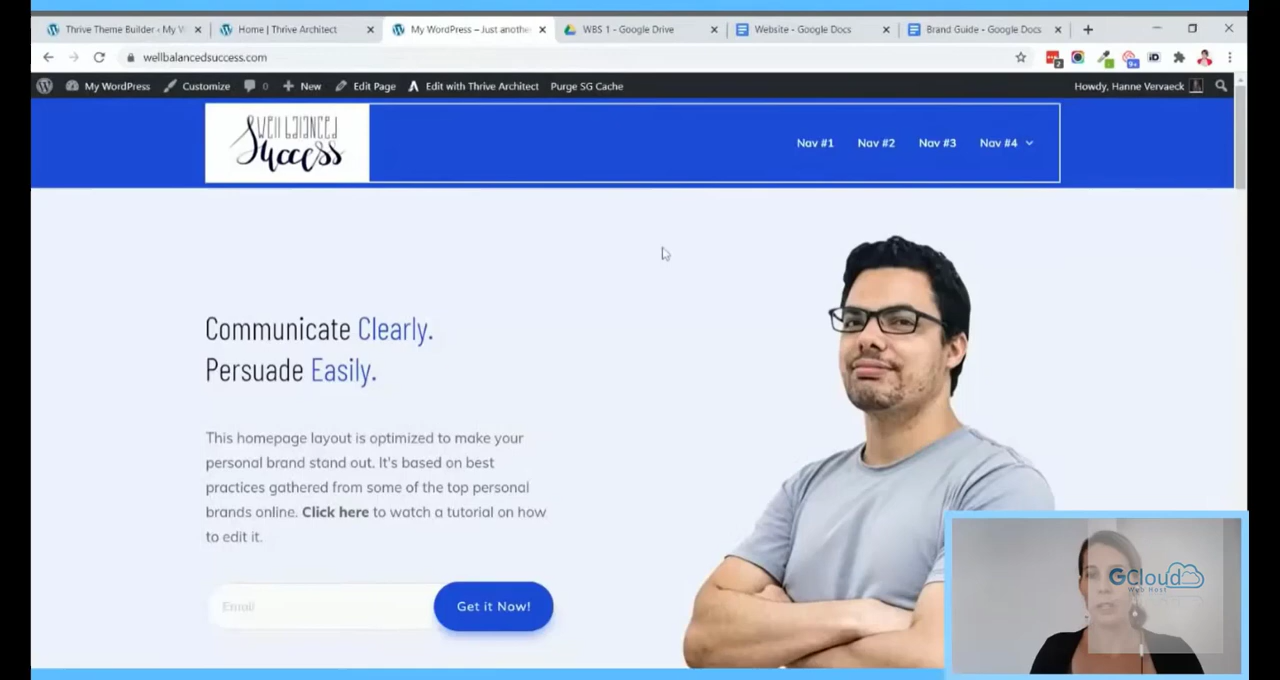 Thrive Theme Builder ‹ My W
Home | Thrive Architect
My WordPress – Just anothe
WBS 1 - Google Drive
Website - Google Docs
Brand Guide - Google Docs
wellbalancedsuccess.com
2
9+
iD
My WordPress
Customize
0
New
Edit Page
Edit with Thrive Architect
Purge SG Cache
Howdy, Hanne Vervaeck
Well balanced
Success
Nav #1
Nav #2
Nav #3
Nav #4
Communicate Clearly.
Persuade Easily.
This homepage layout is optimized to make your
personal brand stand out. It's based on best
practices gathered from some of the top personal
brands online. Click here to watch a tutorial on how
to edit it.
Email
Get it Now!
GCloud
Web Host